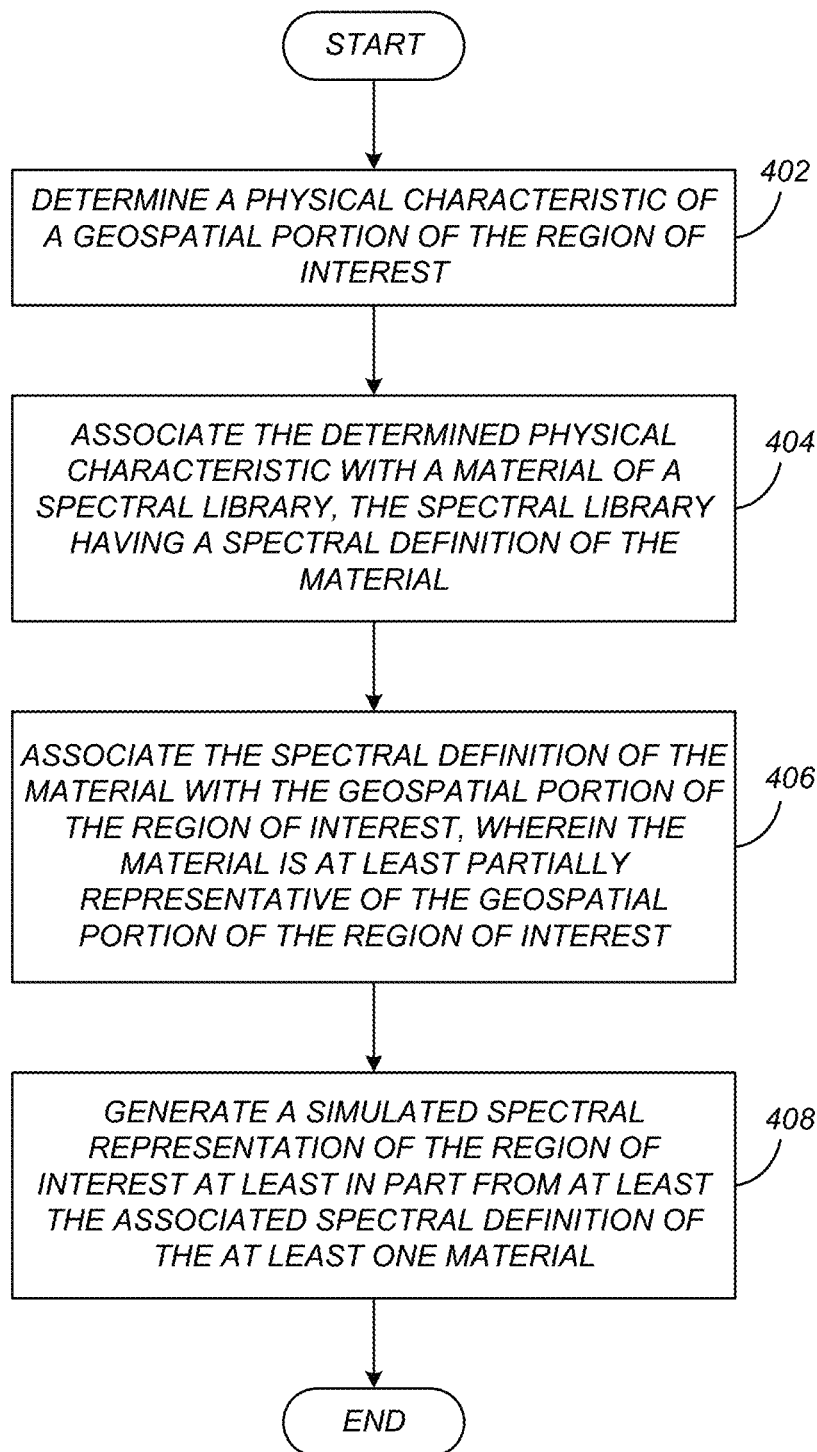 START
DETERMINE A PHYSICAL CHARACTERISTIC OF
A GEOSPATIAL PORTION OF THE REGION OF
INTEREST
402
ASSOCIATE THE DETERMINED PHYSICAL
CHARACTERISTIC WITH A MATERIAL OF A
SPECTRAL LIBRARY, THE SPECTRAL LIBRARY
HAVING A SPECTRAL DEFINITION OF THE
MATERIAL
404
ASSOCIATE THE SPECTRAL DEFINITION OF THE
MATERIAL WITH THE GEOSPATIAL PORTION OF
THE REGION OF INTEREST, WHEREIN THE
MATERIAL IS AT LEAST PARTIALLY
REPRESENTATIVE OF THE GEOSPATIAL
PORTION OF THE REGION OF INTEREST
406
GENERATE A SIMULATED SPECTRAL
REPRESENTATION OF THE REGION OF
INTEREST AT LEAST IN PART FROM AT LEAST
THE ASSOCIATED SPECTRAL DEFINITION OF
THE AT LEAST ONE MATERIAL
408
END